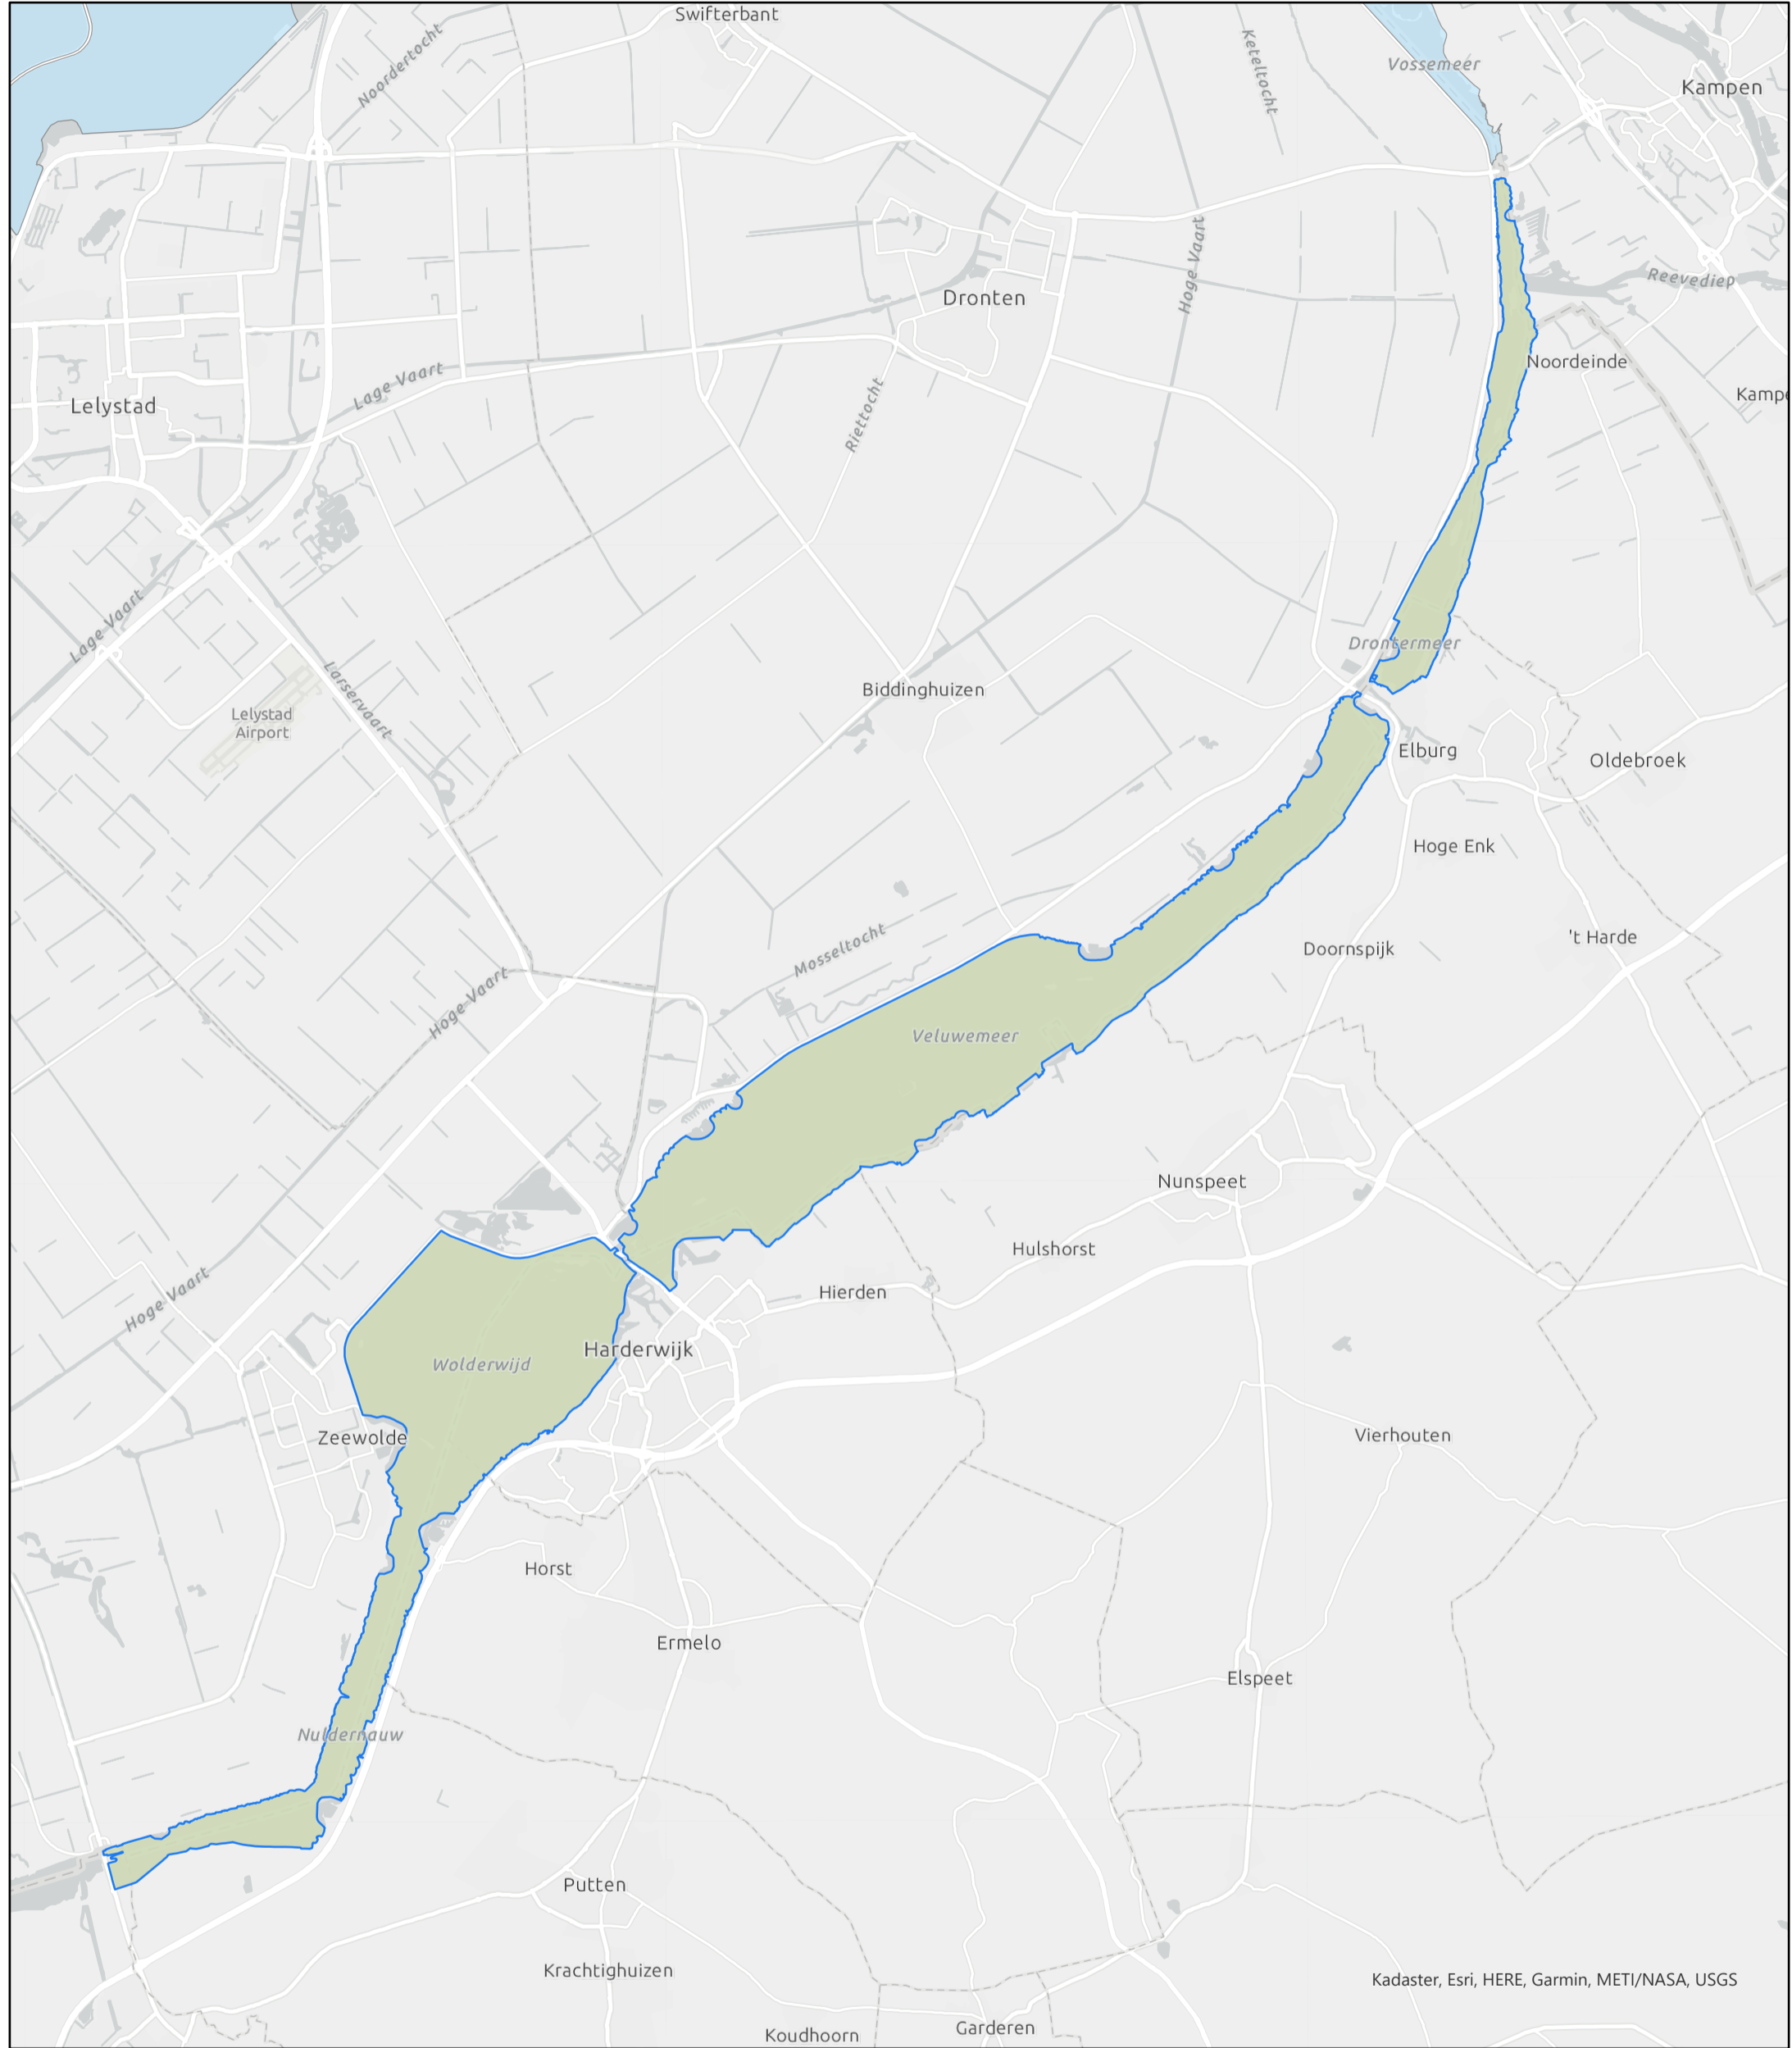 Swifterbant
Noordertocht
Keteltocht
Vossemeer
Kampen
Hoge Vaart
Reevediep
Dronten
Noordeinde
Lage Vaart
Lelystad
Riettocht
Kampe
Lage Vaart
Drontermeer
Larservaart
Biddinghuizen
Lelystad
Airport
Elburg
Oldebroek
Hoge Enk
Mosseltocht
Doornspijk
't Harde
Hoge Vaart
Veluwemeer
Nunspeet
Hulshorst
Hoge Vaart
Hierden
Harderwijk
Wolderwijd
Zeewolde
Vierhouten
Horst
Ermelo
Elspeet
Nuldernauw
Putten
Krachtighuizen
Kadaster, Esri, HERE, Garmin, METI/NASA, USGS
Koudhoorn
Garderen